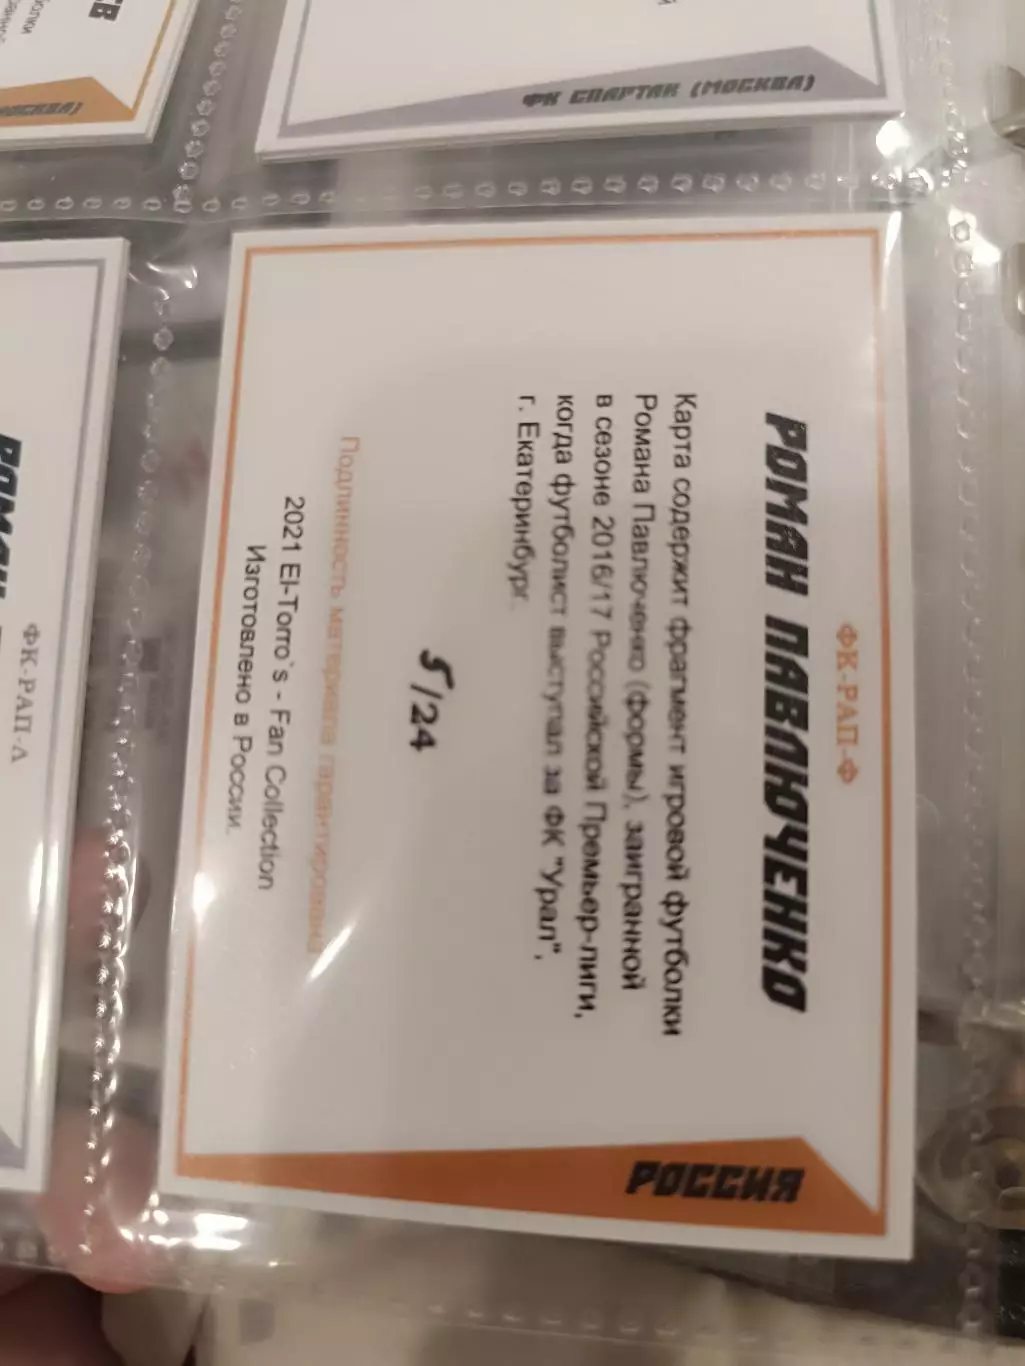 ФК СПАРТАК (МОСКВА)
ФК-РАП-Ф
РОМАН ПАВЛЮЧЕНКО
Карта содержит фрагмент игровой футболки
Романа Павлюченко (формы), заигранной
в сезоне 2016/17 Российской Премьер-лиги,
когда футболист выступал за ФК "Урал",
г. Екатеринбург.
5/24
Подлинность материала гарантирована
2021 El-Torro`s - Fan Collection
Изготовлено в России.
РОССИЯ
ФК-РАП-Л